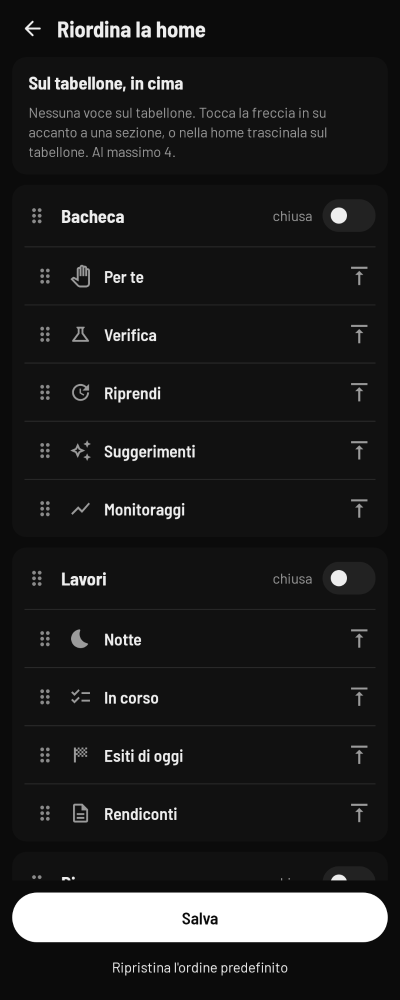 Riordina la home
Sul tabellone, in cima
Nessuna voce sul tabellone. Tocca la freccia in su
accanto a una sezione, o nella home trascinala sul
tabellone. Al massimo 4.
Bacheca
chiusa
Per te
Verifica
Riprendi
Suggerimenti
Monitoraggi
Lavori
chiusa
Notte
In corso
Esiti di oggi
Rendiconti
Salva
Ripristina l'ordine predefinito